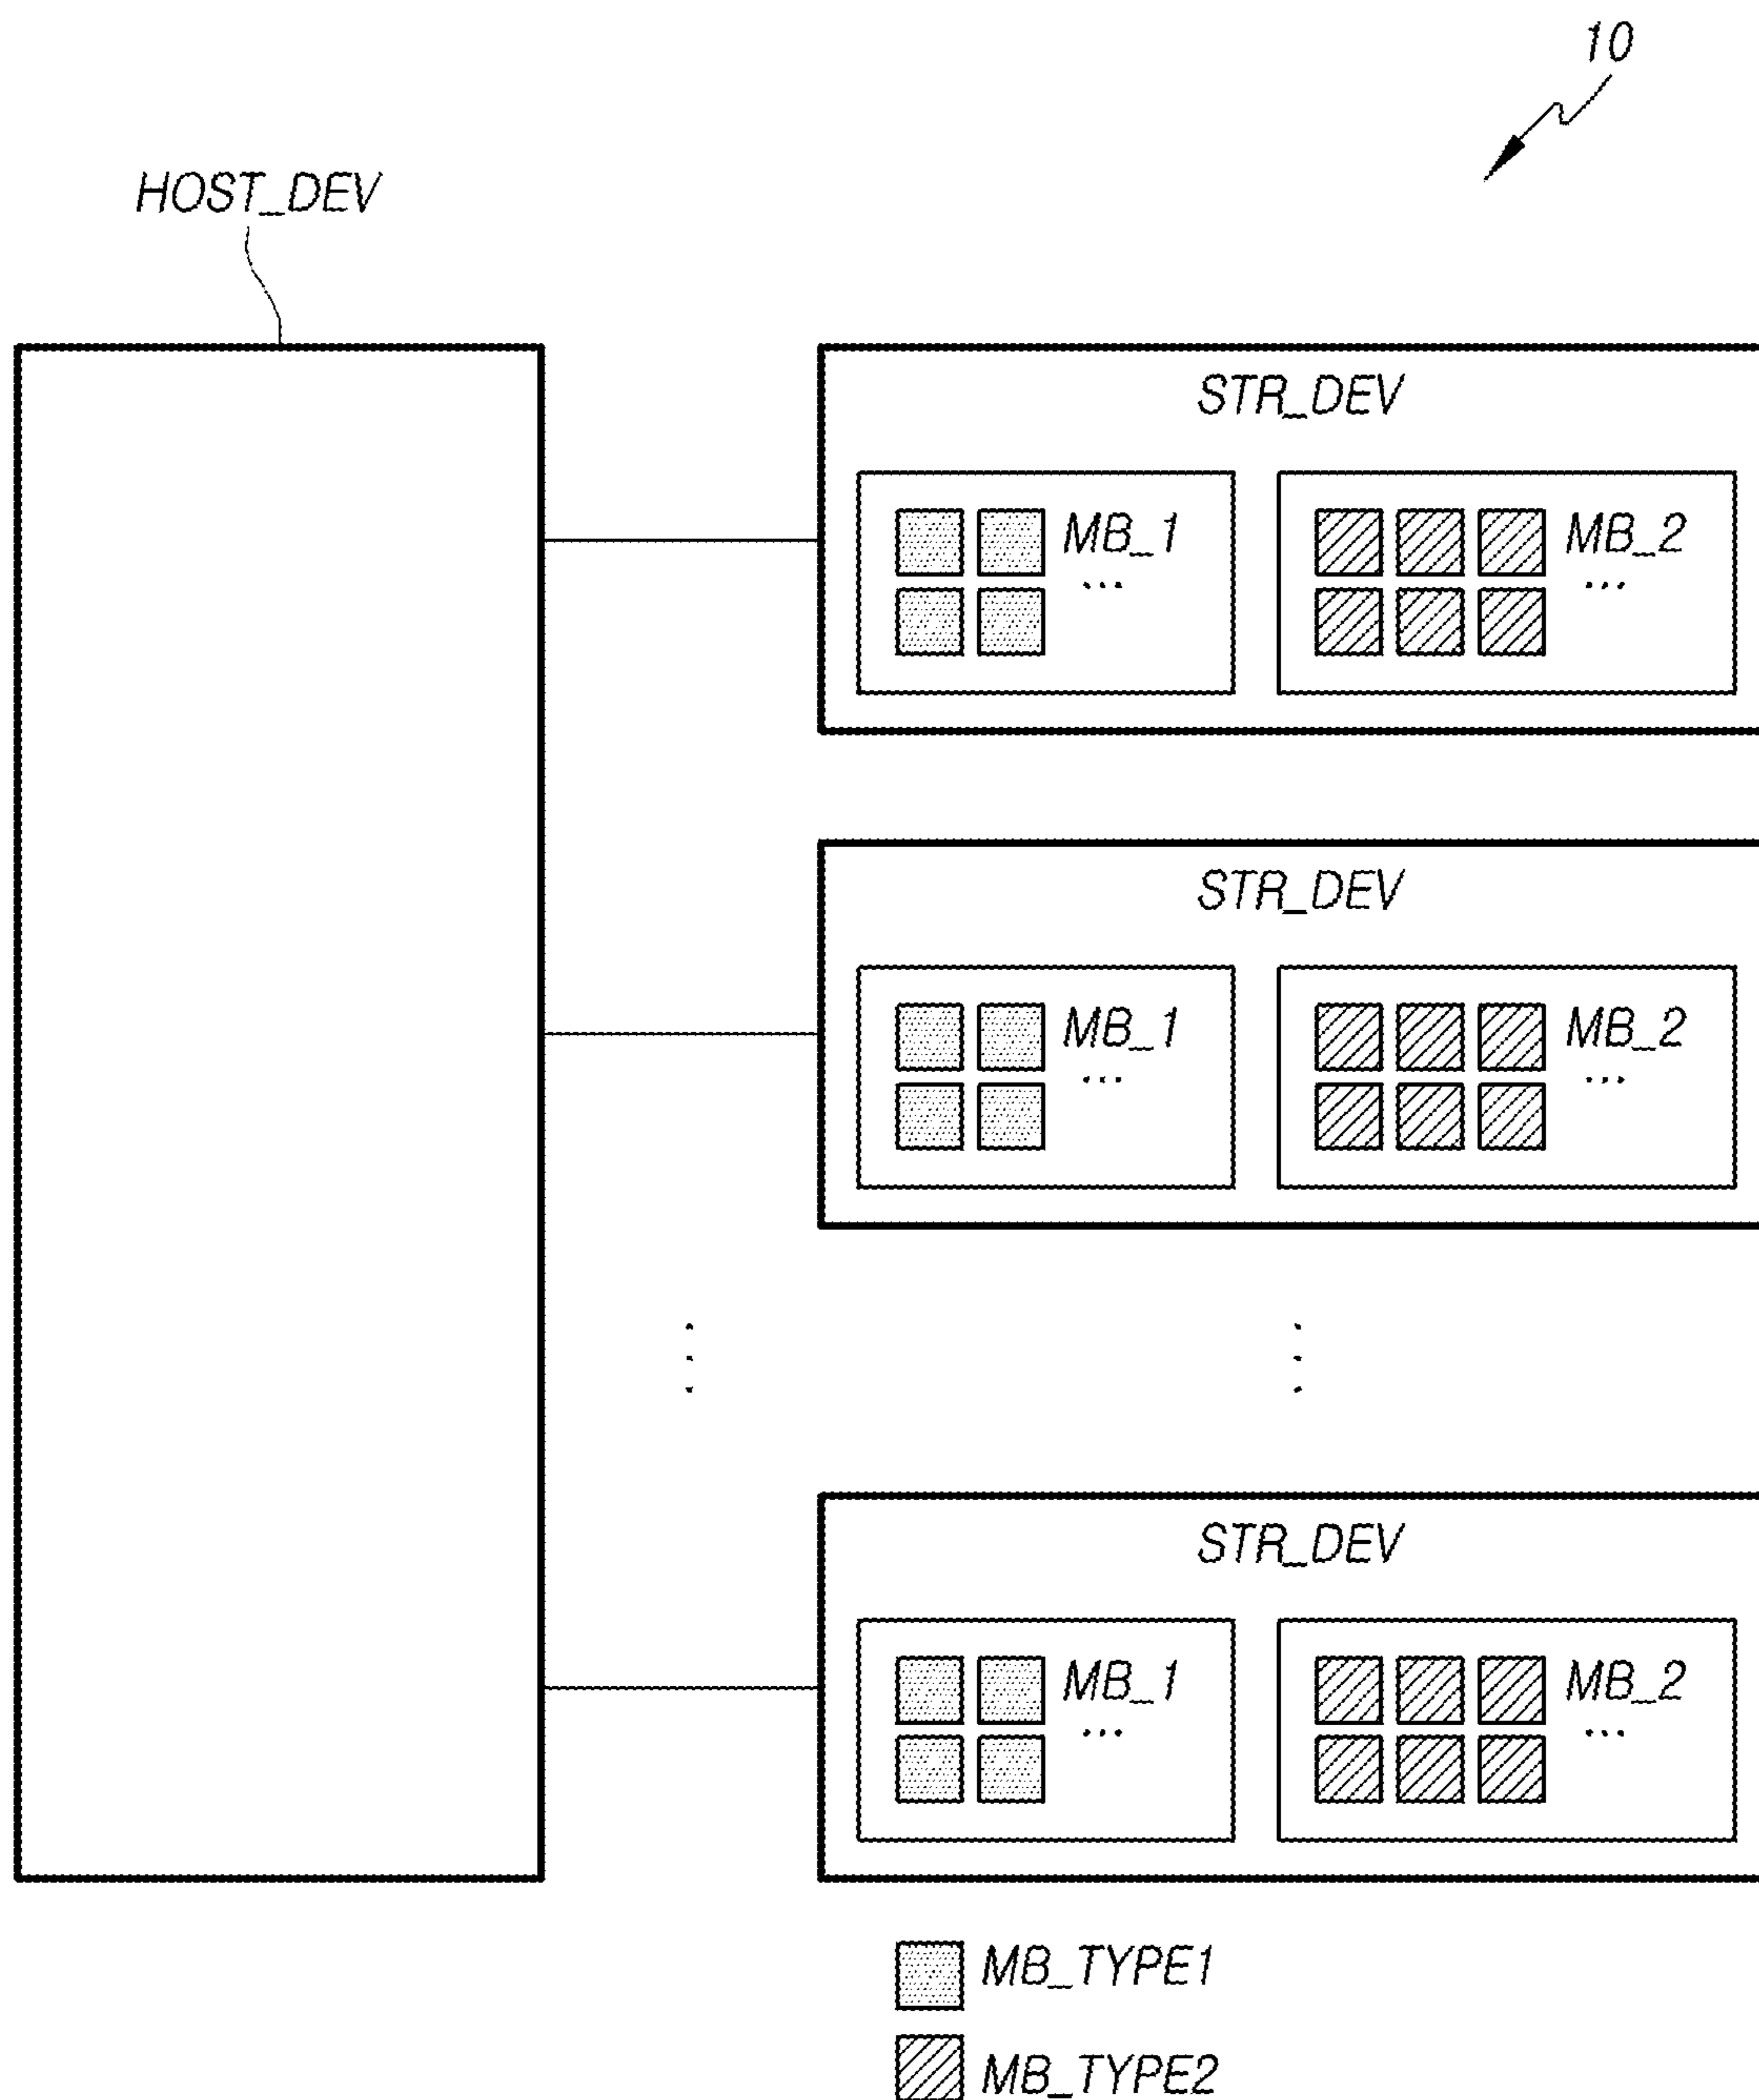 10
HOST_DEV
STR_DEV
MB_1 MB_2
... ...
STR_DEV
MB_1 MB_2
... ...
STR_DEV
MB_1 MB_2
... ...
MB_TYPE1
MB_TYPE2